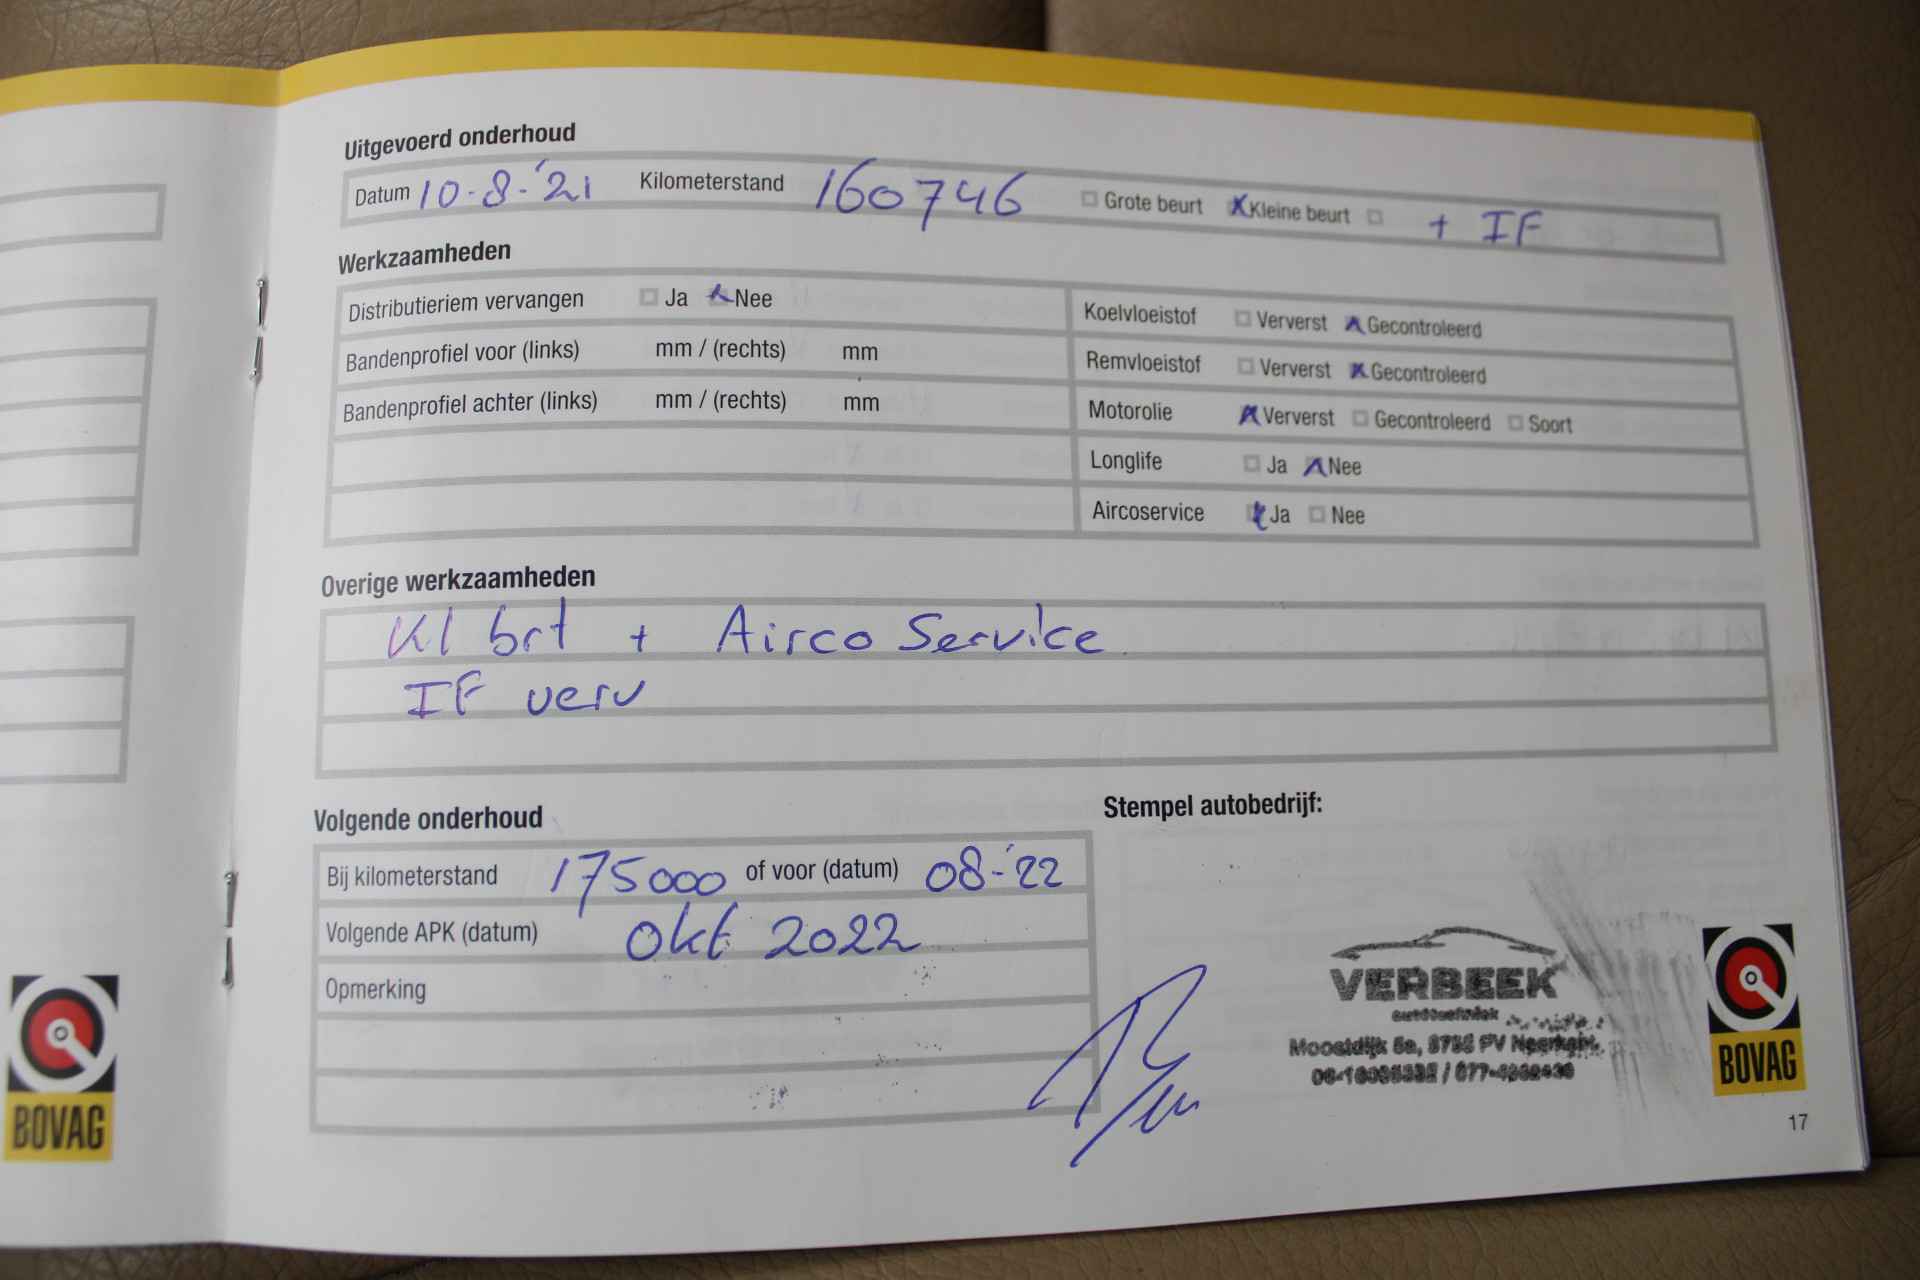 Uitgevoerd onderhoud
Datum 10-8-'21 Kilometerstand 160746 Grote beurt Kleine beurt + IF
Werkzaamheden
Distributieriem vervangen Ja Nee
Koelvloeistof Ververst Gecontroleerd
Bandenprofiel voor (links) mm / (rechts) mm
Remvloeistof Ververst Gecontroleerd
Bandenprofiel achter (links) mm / (rechts) mm
Motorolie Ververst Gecontroleerd Soort
Longlife Ja Nee
Aircoservice Ja Nee
Overige werkzaamheden
Kl brt + Airco Service
IF verv
Volgende onderhoud
Bij kilometerstand 175000 of voor (datum) 08-'22
Volgende APK (datum) Okt 2022
Opmerking
Stempel autobedrijf:
VERBEEK
autotechniek
Moostdijk
BOVAG
BOVAG
17